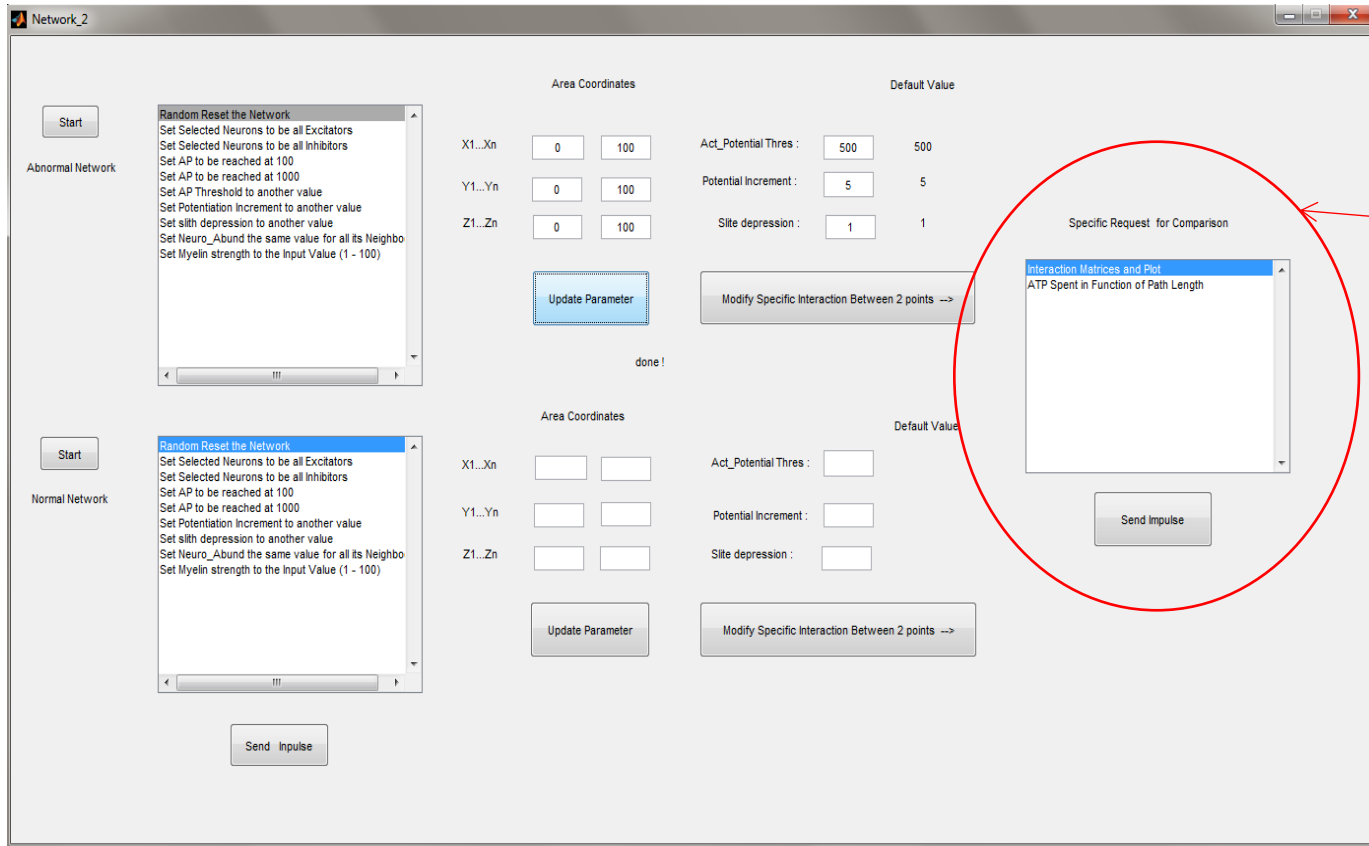 Network_2
Area Coordinates
Default Value
Start
Abnormal Network
Random Reset the Network
Set Selected Neurons to be all Excitators
Set Selected Neurons to be all Inhibitors
Set AP to be reached at 100
Set AP to be reached at 1000
Set AP Threshold to another value
Set Potentiation Increment to another value
Set slith depression to another value
Set Neuro_Abund the same value for all its Neighbo
Set Myelin strength to the Input Value (1 - 100)
X1...Xn 0 100
Y1...Yn 0 100
Z1...Zn 0 100
Act_Potential Thres : 500 500
Potential Increment : 5 5
Slite depression : 1 1
Update Parameter
Modify Specific Interaction Between 2 points -->
done !
Specific Request for Comparison
Interaction Matrices and Plot
ATP Spent in Function of Path Length
Send Impulse
Area Coordinates
Default Value
Start
Normal Network
Random Reset the Network
Set Selected Neurons to be all Excitators
Set Selected Neurons to be all Inhibitors
Set AP to be reached at 100
Set AP to be reached at 1000
Set Potentiation Increment to another value
Set slith depression to another value
Set Neuro_Abund the same value for all its Neighbo
Set Myelin strength to the Input Value (1 - 100)
X1...Xn
Y1...Yn
Z1...Zn
Act_Potential Thres :
Potential Increment :
Slite depression :
Update Parameter
Modify Specific Interaction Between 2 points -->
Send Inpulse